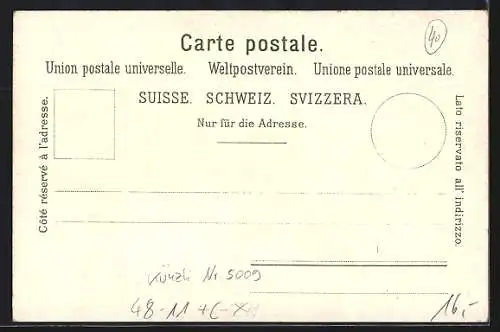 40
Carte postale.
Union postale universelle. Weltpostverein. Unione postale universale.
SUISSE. SCHWEIZ. SVIZZERA.
Nur für die Adresse.
Côté réservé à l'adresse.
Lato riservato all' indirizzo.
Künzli Nr 5009
48-11
16,-